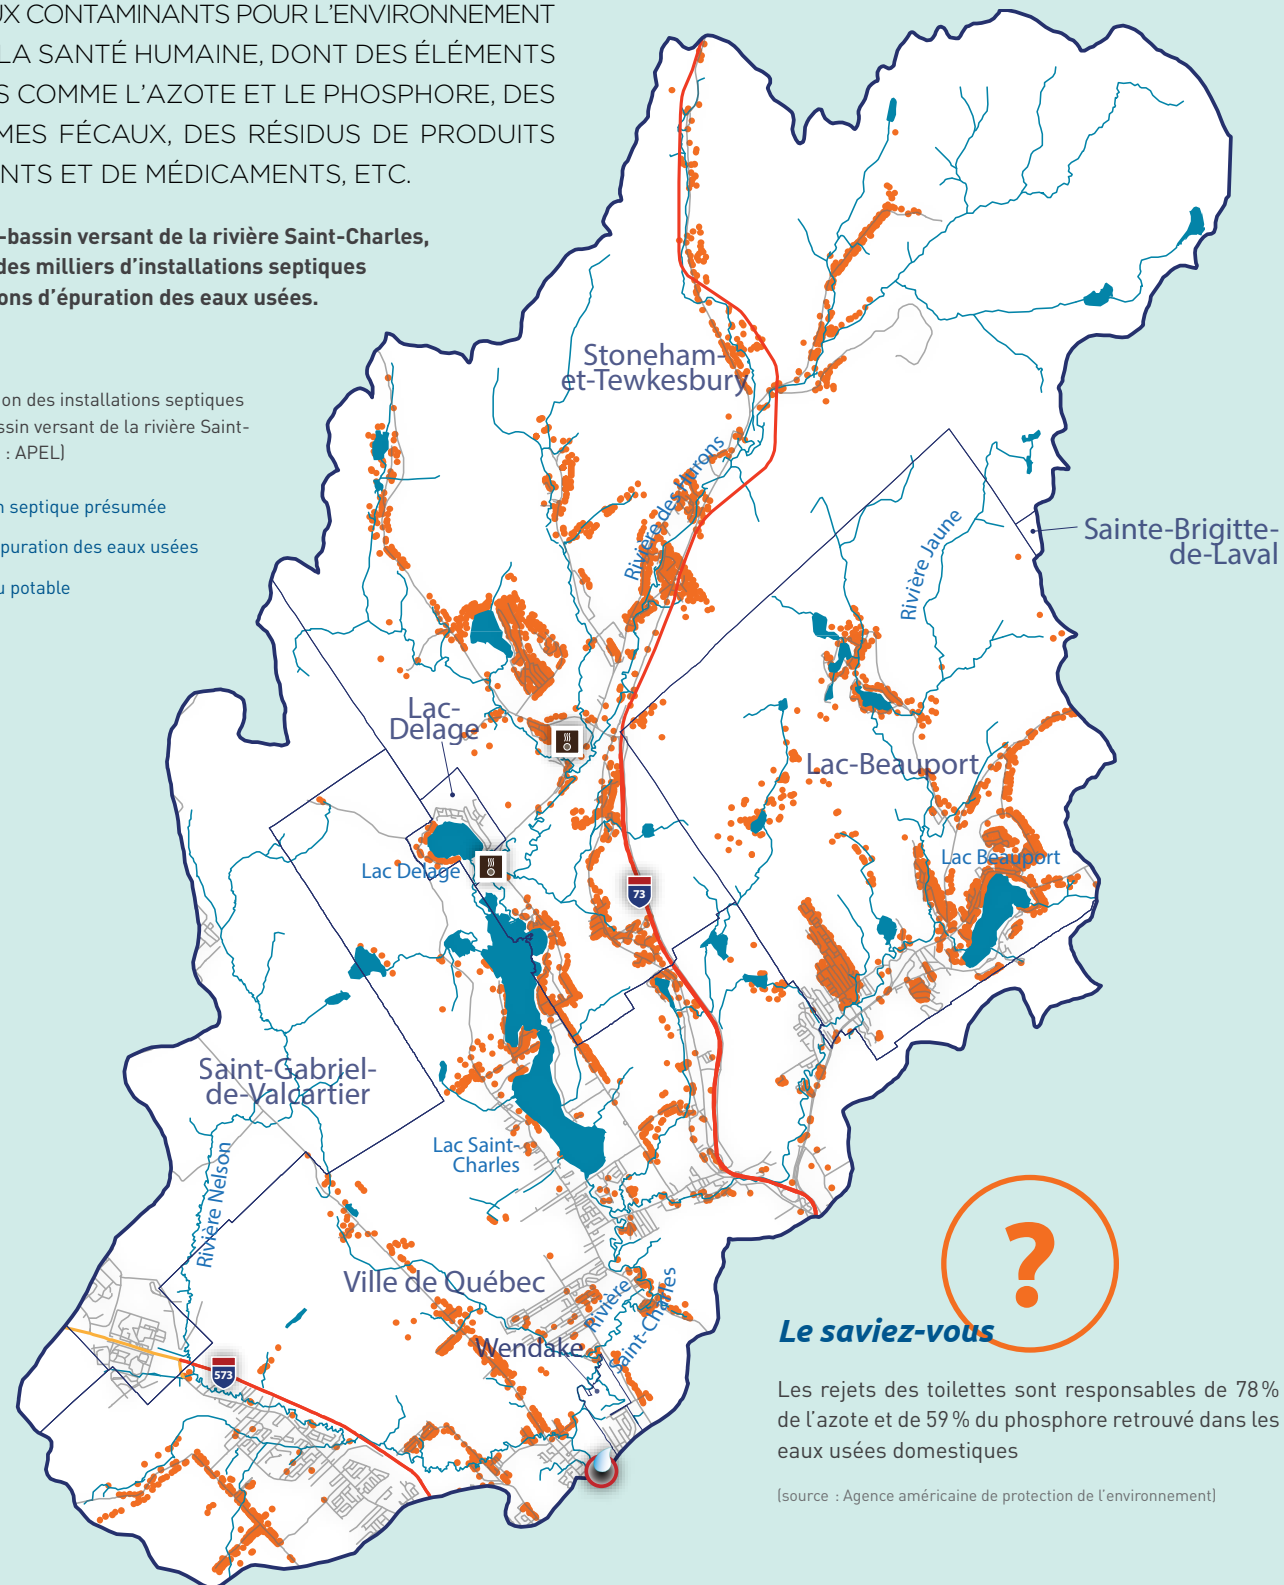 UX CONTAMINANTS POUR L'ENVIRONNEMENT
LA SANTÉ HUMAINE, DONT DES ÉLÉMENTS
S COMME L'AZOTE ET LE PHOSPHORE, DES
MES FÉCAUX, DES RÉSIDUS DE PRODUITS
NTS ET DE MÉDICAMENTS, ETC.
-bassin versant de la rivière Saint-Charles,
des milliers d'installations septiques
ons d'épuration des eaux usées.
on des installations septiques
ssin versant de la rivière Saint-
: APEL)
n septique présumée
puration des eaux usées
u potable
Stoneham-
et-Tewkesbury
Rivière des Hurons
Rivière Jaune
Sainte-Brigitte-
de-Laval
Lac-
Delage
Lac-Beauport
Lac Delage
Lac Beauport
73
Saint-Gabriel-
de-Valcartier
Lac Saint-
Charles
Rivière Nelson
Ville de Québec
Rivière
Saint-Charles
Wendake
573
?
Le saviez-vous
Les rejets des toilettes sont responsables de 78 %
de l'azote et de 59 % du phosphore retrouvé dans les
eaux usées domestiques
(source : Agence américaine de protection de l'environnement)